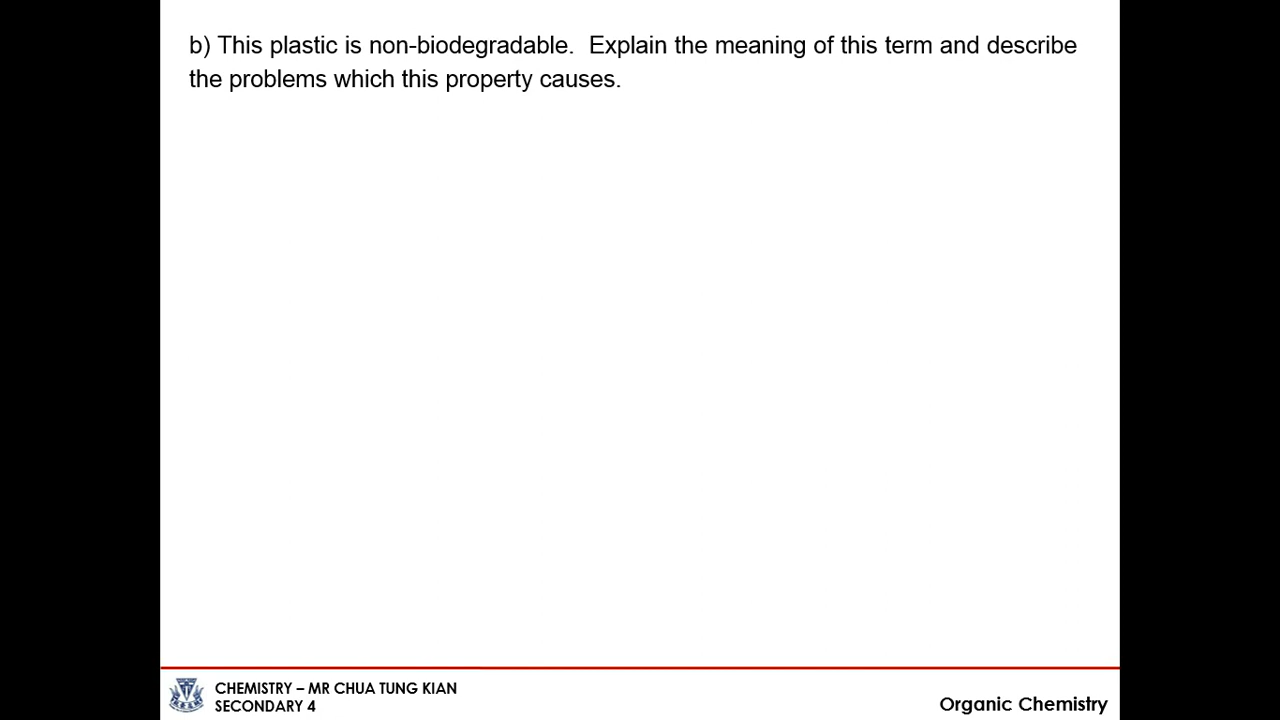 b) This plastic is non-biodegradable.  Explain the meaning of this term and describe
the problems which this property causes.
CHEMISTRY – MR CHUA TUNG KIAN
SECONDARY 4
Organic Chemistry